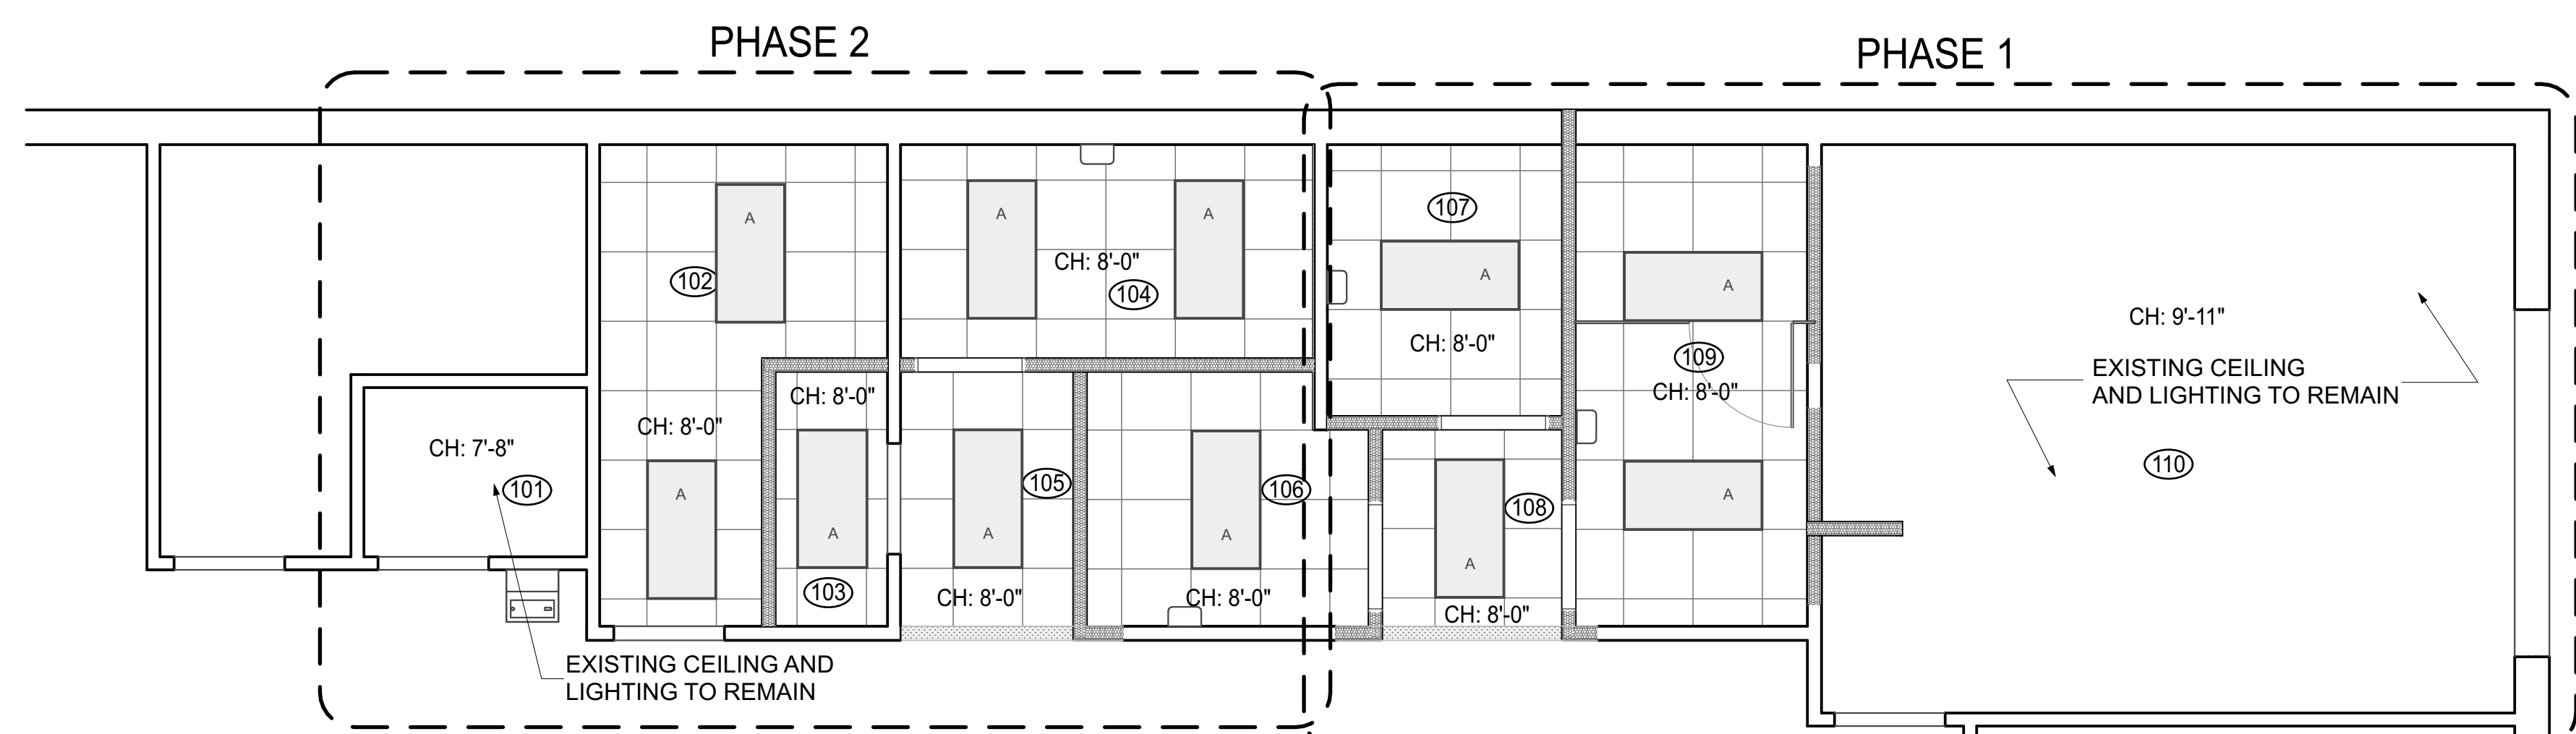 PHASE 2
PHASE 1
A
A
A
107
CH: 8'-0"
102
104
A
A
CH: 9'-11"
CH: 8'-0"
109
CH: 8'-0"
EXISTING CEILING
AND LIGHTING TO REMAIN
CH: 8'-0"
CH: 8'-0"
CH: 7'-8"
101
A
A
103
105
A
CH: 8'-0"
106
A
CH: 8'-0"
108
A
CH: 8'-0"
A
110
EXISTING CEILING AND
LIGHTING TO REMAIN